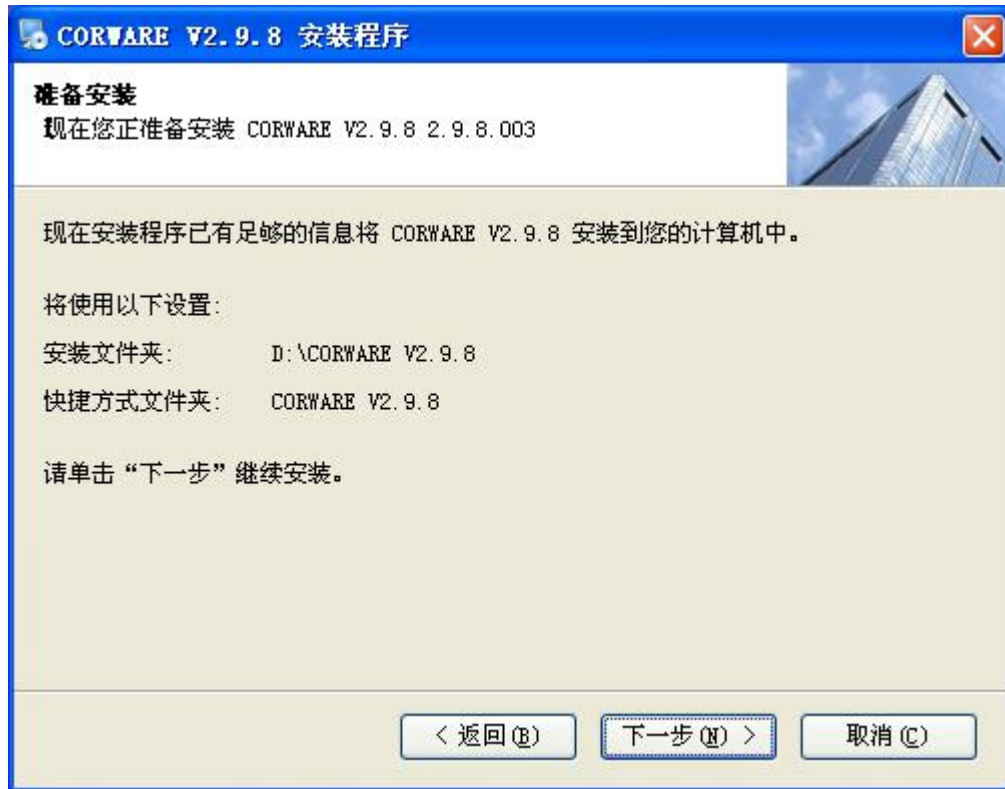 CORWARE V2.9.8 安装程序
准备安装
现在您正准备安装 CORWARE V2.9.8 2.9.8.003
现在安装程序已有足够的信息将 CORWARE V2.9.8 安装到您的计算机中。
将使用以下设置:
安装文件夹: D:\CORWARE V2.9.8
快捷方式文件夹: CORWARE V2.9.8
请单击“下一步”继续安装。
< 返回(B) 下一步(N) > 取消(C)